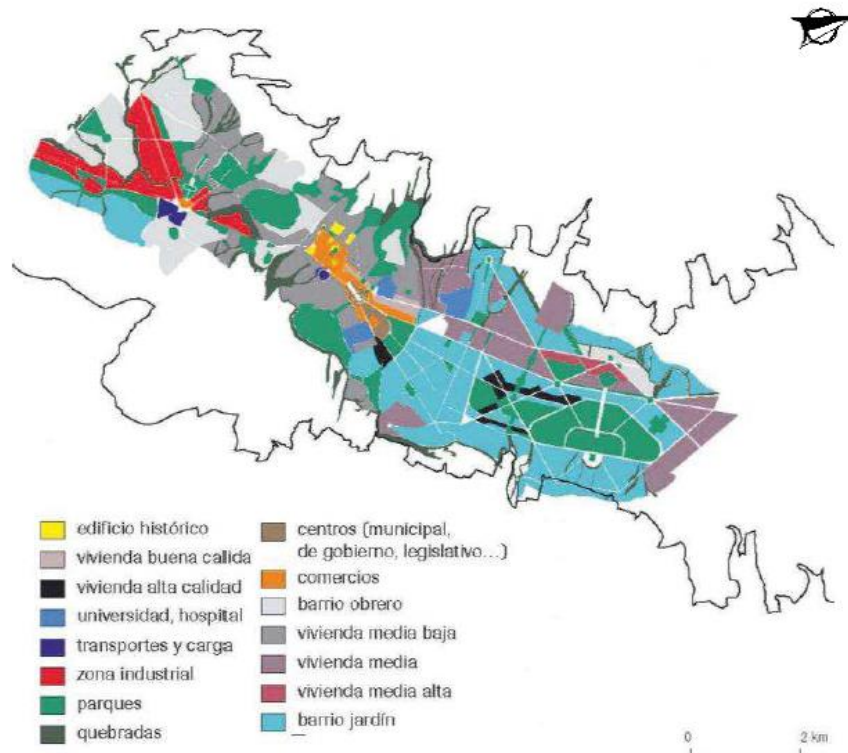 edificio histórico
vivienda buena calida
vivienda alta calidad
universidad, hospital
transportes y carga
zona industrial
parques
quebradas
centros (municipal,
de gobierno, legislativo...)
comercios
barrio obrero
vivienda media baja
vivienda media
vivienda media alta
barrio jardín
0 2 km